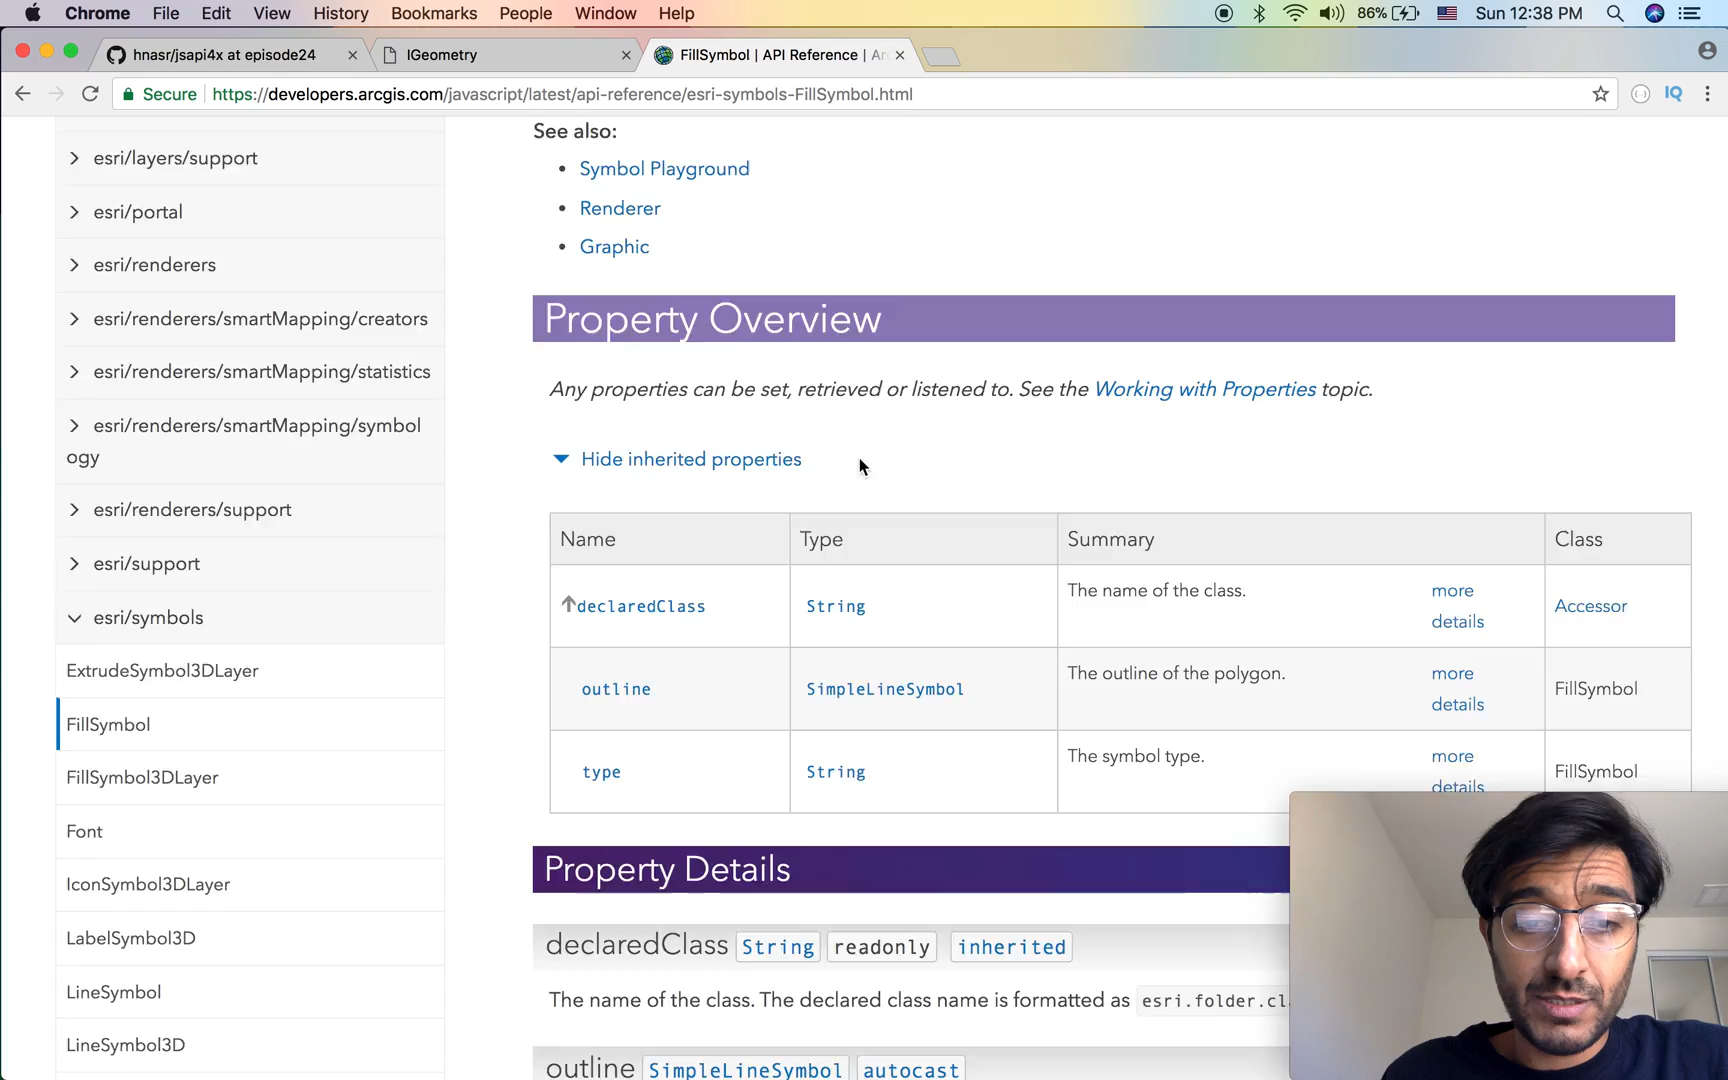 Chrome File Edit View History Bookmarks People Window Help 86% Sun 12:38 PM
hnasr/jsapi4x at episode24 IGeometry FillSymbol | API Reference | Ar
Secure https://developers.arcgis.com/javascript/latest/api-reference/esri-symbols-FillSymbol.html IQ
esri/layers/support
esri/portal
esri/renderers
esri/renderers/smartMapping/creators
esri/renderers/smartMapping/statistics
esri/renderers/smartMapping/symbol
ogy
esri/renderers/support
esri/support
esri/symbols
ExtrudeSymbol3DLayer
FillSymbol
FillSymbol3DLayer
Font
IconSymbol3DLayer
LabelSymbol3D
LineSymbol
LineSymbol3D
See also:
• Symbol Playground
• Renderer
• Graphic
Property Overview
Any properties can be set, retrieved or listened to. See the Working with Properties topic.
Hide inherited properties
Name Type Summary Class
declaredClass String The name of the class. more details Accessor
outline SimpleLineSymbol The outline of the polygon. more details FillSymbol
type String The symbol type. more details FillSymbol
Property Details
declaredClass String readonly inherited
The name of the class. The declared class name is formatted as esri.folder.cl
outline SimpleLineSymbol autocast